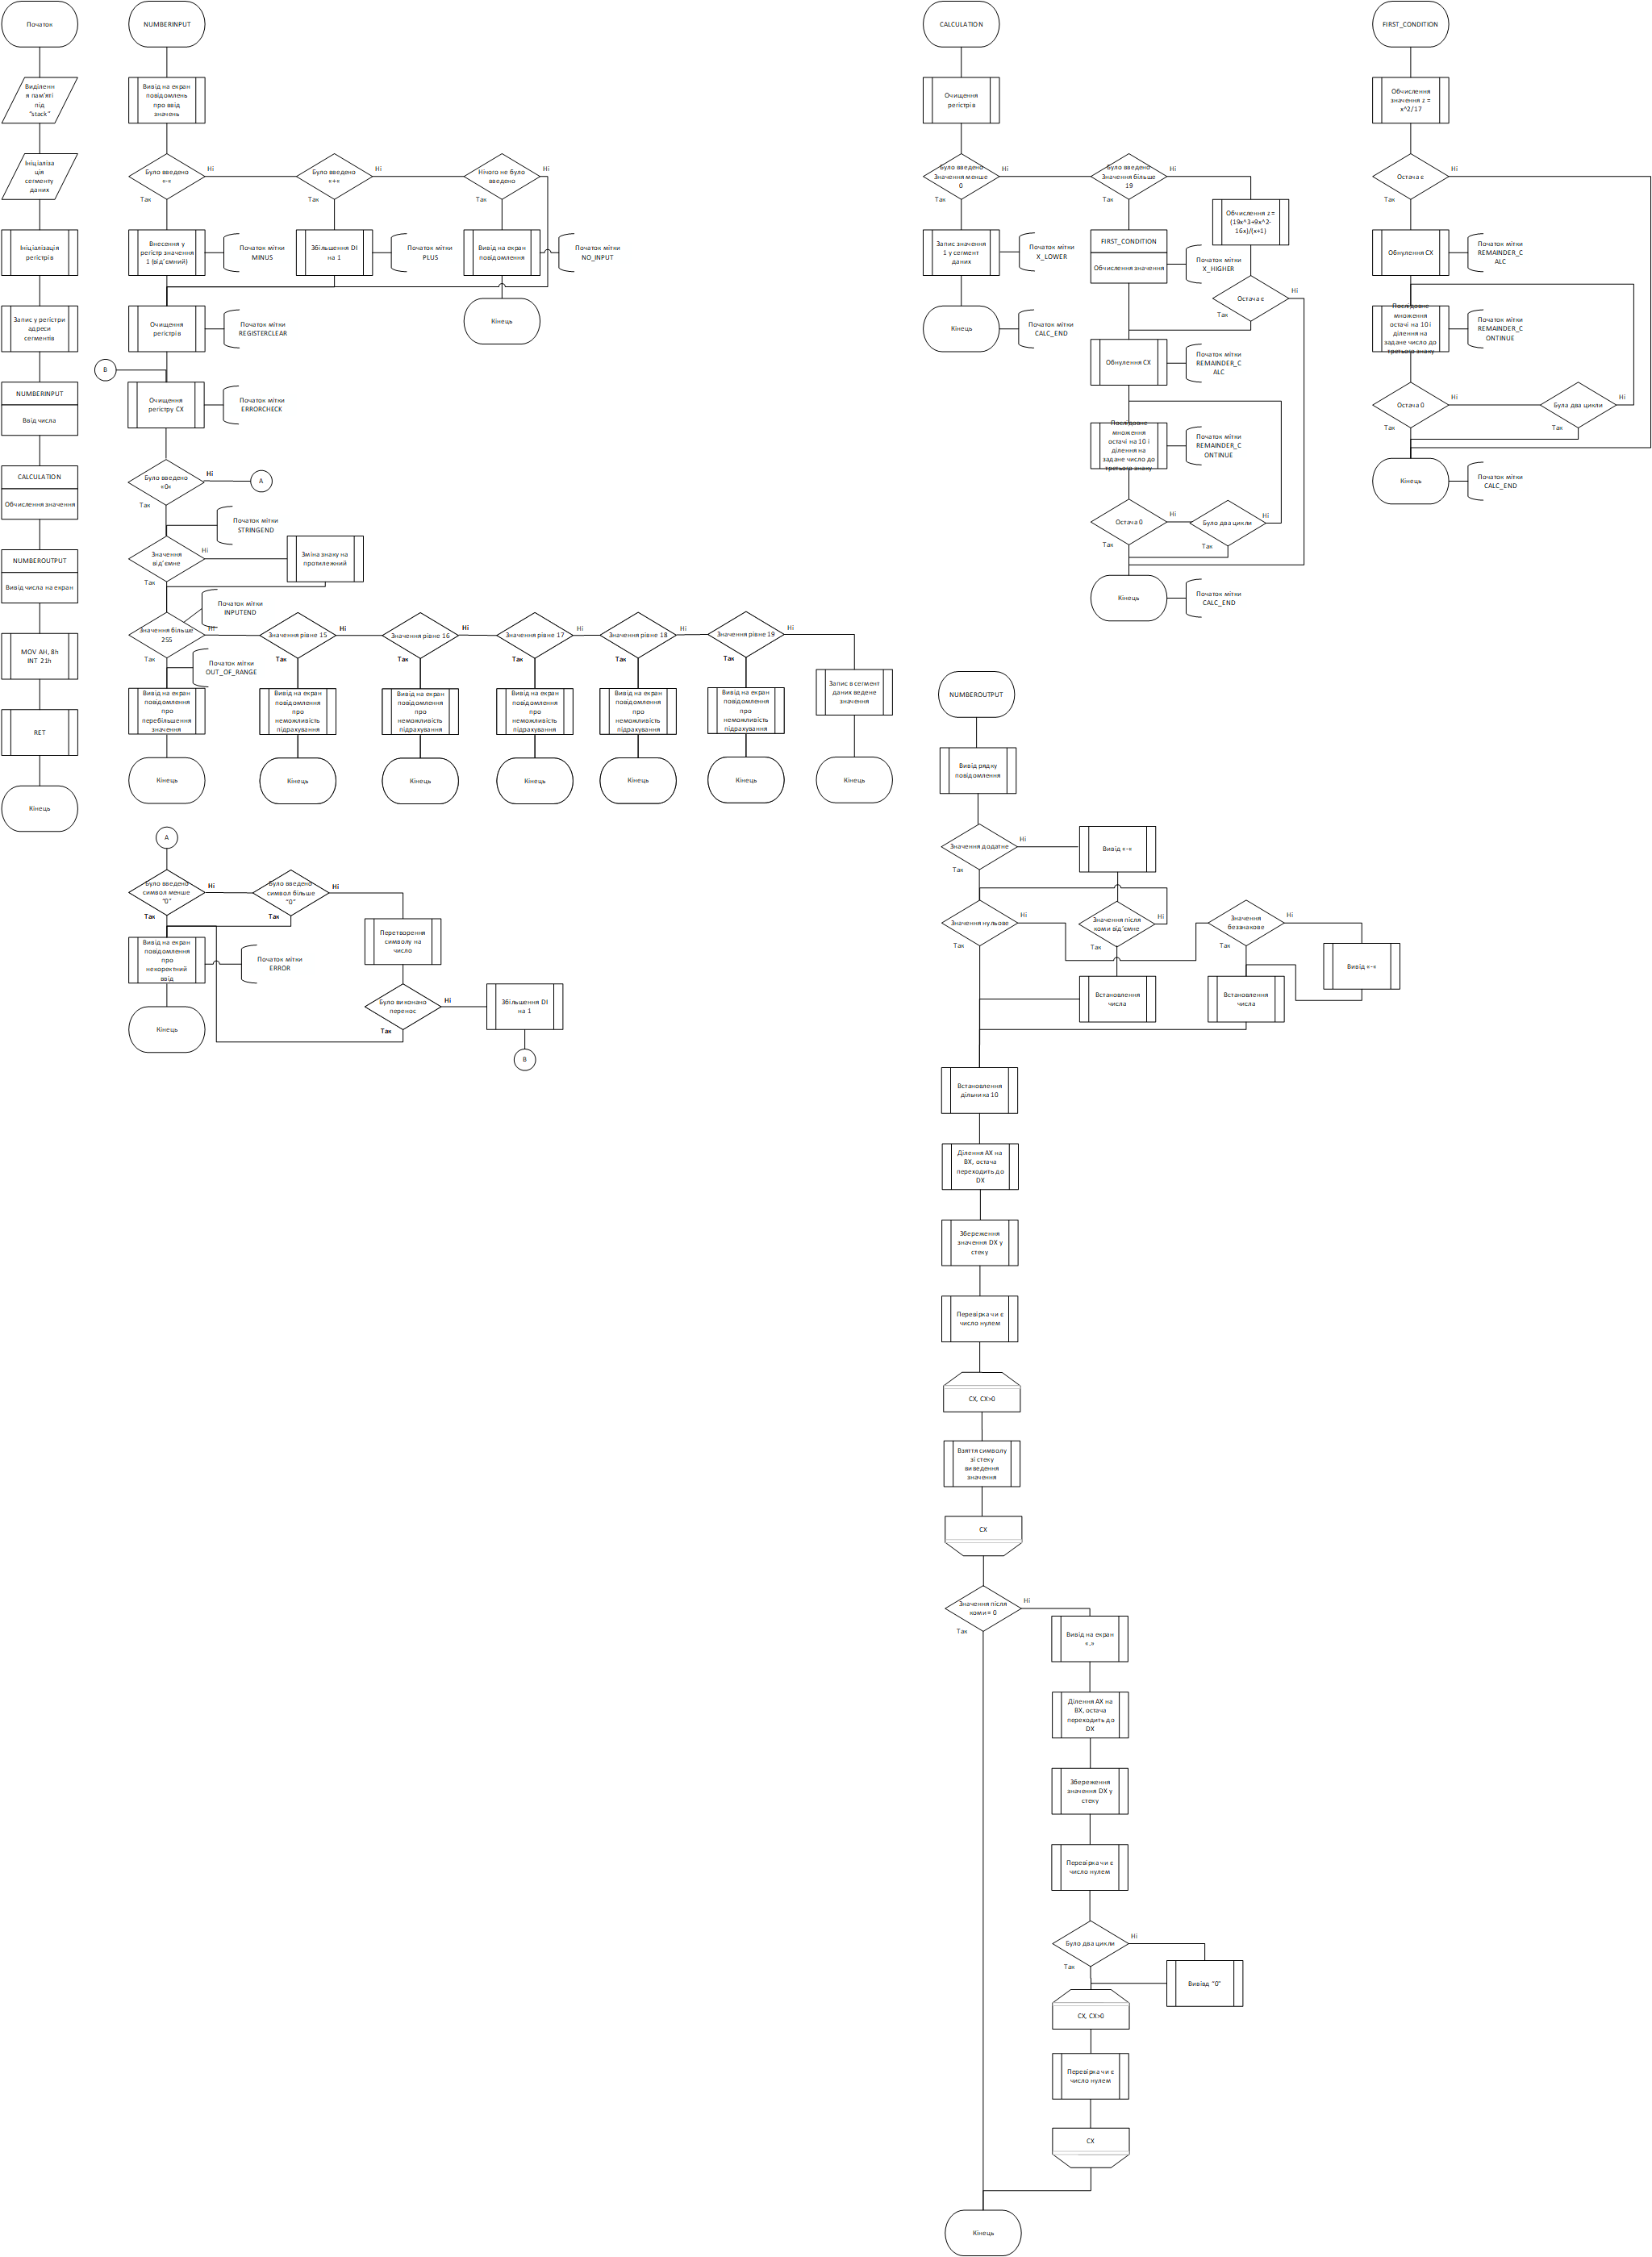 Початок
Виділенн
я пам'яті
під
"stack"
Ініціаліза
ція
сегменту
даних
Ініціалізація
регістрів
Запис у регістри
адреси
сегментів
NUMBERINPUT
Ввід числа
CALCULATION
Обчислення значення
NUMBEROUTPUT
Вивід числа на екран
MOV AH, 8h
INT 21h
RET
Кінець
NUMBERINPUT
Вивід на екран
повідомлень
про ввід
значень
Було введено
«-«
Ні
Так
Було введено
»+«
Ні
Так
Нічого не було
введено
Ні
Так
Внесення у
регістр значення
1 (від’ємний)
Початок мітки
MINUS
Збільшення DI
на 1
Початок мітки
PLUS
Вивід на екран
повідомлення
Початок мітки
NO_INPUT
Кінець
Очищення
регістрів
Початок мітки
REGISTERCLEAR
B
Очищення
регістру CX
Початок мітки
ERRORCHECK
Було введено
»0«
Ні
A
Так
Початок мітки
STRINGEND
Значення
від’ємне
Ні
Так
Зміна знаку на
протилежний
Початок мітки
INPUTEND
Значення більше
255
Ні
Так
Початок мітки
OUT_OF_RANGE
Значення рівне 15
Ні
Так
Значення рівне 16
Ні
Так
Значення рівне 17
Ні
Так
Значення рівне 18
Ні
Так
Значення рівне 19
Ні
Так
Вивід на екран
повідомлення
про
перебільшення
значення
Вивід на екран
повідомлення
про
неможливість
підрахування
Вивід на екран
повідомлення
про
неможливість
підрахування
Вивід на екран
повідомлення
про
неможливість
підрахування
Вивід на екран
повідомлення
про
неможливість
підрахування
Вивід на екран
повідомлення
про
неможливість
підрахування
Запис в сегмент
даних ведене
значення
Кінець
Кінець
Кінець
Кінець
Кінець
Кінець
Кінець
A
Було введено
символ менше
"0"
Ні
Так
Було введено
символ більше
"0"
Ні
Так
Вивід на екран
повідомлення
про
некоректний
ввід
Початок мітки
ERROR
Кінець
Перетворення
символу на
число
Було виконано
перенос
Ні
Так
Збільшення DI
на 1
B
CALCULATION
Очищення
регістрів
Було введено
Значення менше
0
Ні
Так
Було введено
Значення більше
19
Ні
Так
Запис значення
1 у сегмент
даних
Початок мітки
X_LOWER
Кінець
Початок мітки
CALC_END
FIRST_CONDITION
Обчислення значення
Початок мітки
X_HIGHER
Обчислення z =
(19x^3+9x^2-
16x)/(x+1)
Остача є
Ні
Так
Обнулення CX
Початок мітки
REMAINDER_C
ALC
Послідовне
множення
остачі на 10 і
ділення на
задане число до
третього знаку
Початок мітки
REMAINDER_C
ONTINUE
Остача 0
Ні
Так
Було два цикли
Ні
Так
Кінець
Початок мітки
CALC_END
FIRST_CONDITION
Обчислення
значення z =
x^2/17
Остача є
Ні
Так
Обнулення CX
Початок мітки
REMAINDER_C
ALC
Послідовне
множення
остачі на 10 і
ділення на
задане число до
третього знаку
Початок мітки
REMAINDER_C
ONTINUE
Остача 0
Ні
Так
Була два цикли
Ні
Так
Кінець
Початок мітки
CALC_END
NUMBEROUTPUT
Вивід рядку
повідомлення
Значення додатне
Ні
Так
Вивід «-«
Значення нульове
Ні
Так
Значення після
коми від’ємне
Ні
Так
Значення
беззнакове
Ні
Так
Вивід «-«
Встановлення
числа
Встановлення
числа
Встановлення
дільника 10
Ділення AX на
BX, остача
переходить до
DX
Збереження
значення DX у
стеку
Перевірка чи є
число нулем
CX, CX>0
Взяття символу
зі стеку
виведення
значення
CX
Значення після
коми = 0
Ні
Так
Вивід на екран
«.»
Ділення AX на
BX, остача
переходить до
DX
Збереження
значення DX у
стеку
Перевірка чи є
число нулем
Було два цикли
Ні
Так
Вивівд "0"
CX, CX>0
Перевірка чи є
число нулем
CX
Кінець